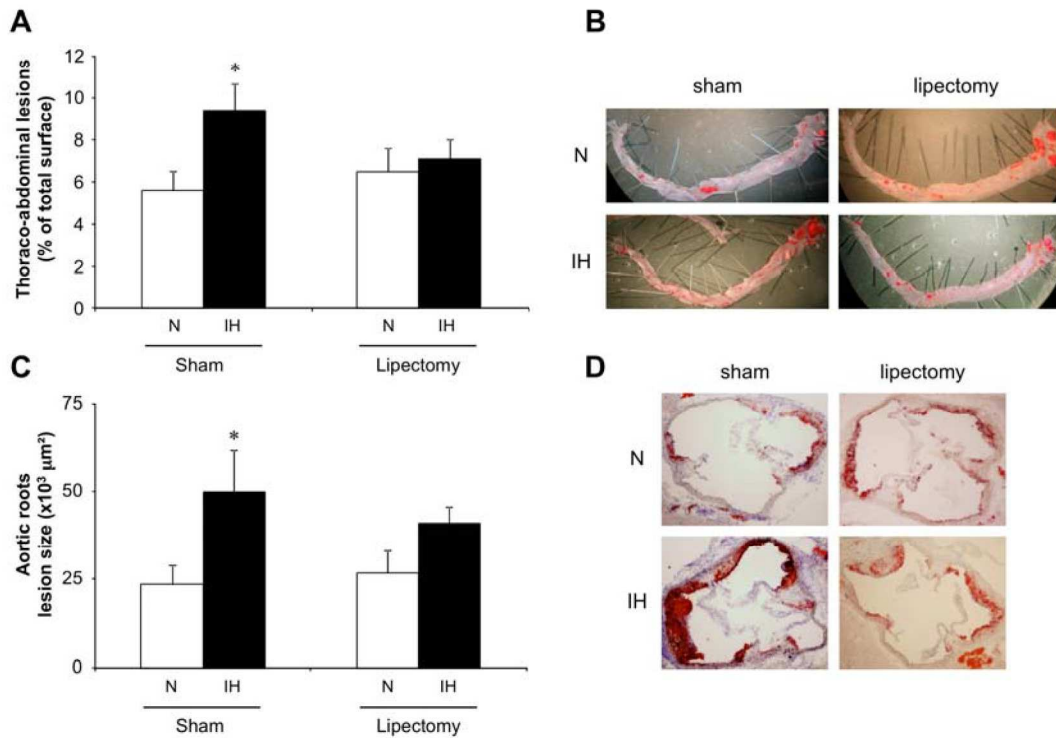 A
Thoraco-abdominal lesions
(% of total surface)
12
10
8
6
4
2
0
*
N IH N IH
Sham Lipectomy
B
sham lipectomy
N
IH
C
Aortic roots
lesion size (x10³ µm²)
75
50
25
0
*
N IH N IH
Sham Lipectomy
D
sham lipectomy
N
IH